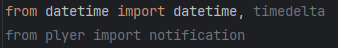 from datetime import datetime, timedelta
from plyer import notification